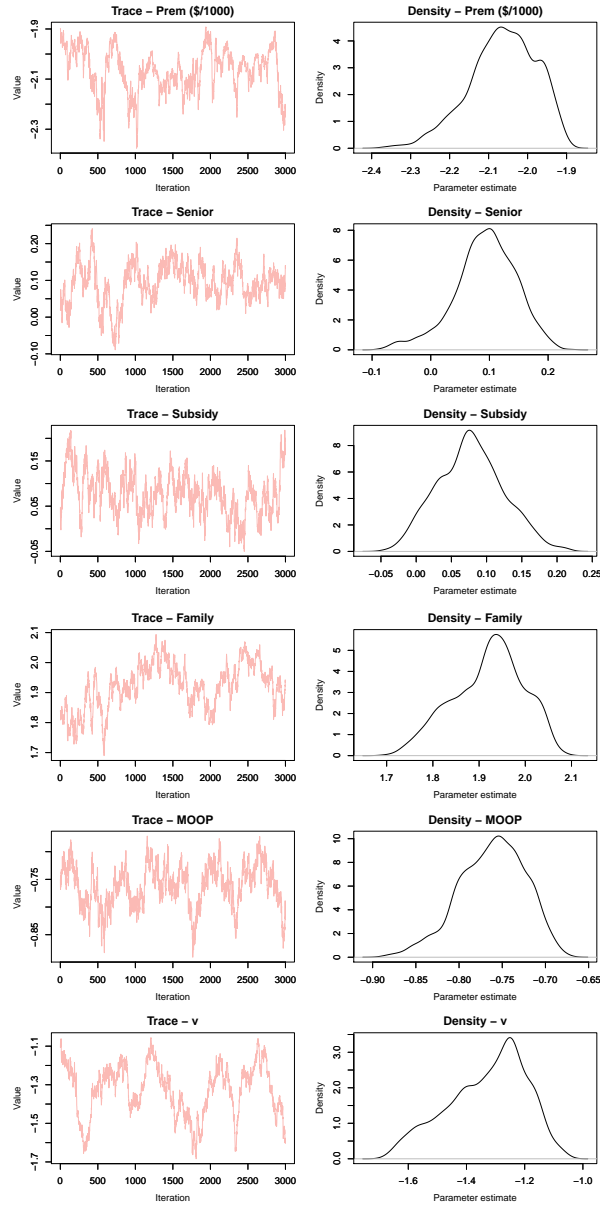 Trace − Prem ($/1000)
Density − Prem ($/1000)
Value
−2.3 −2.1 −1.9
0 500 1000 1500 2000 2500 3000
Iteration
Density
0 1 2 3 4
−2.4 −2.3 −2.2 −2.1 −2.0 −1.9
Parameter estimate
Trace − Senior
Density − Senior
Value
−0.10 0.00 0.10 0.20
0 500 1000 1500 2000 2500 3000
Iteration
Density
0 2 4 6 8
−0.1 0.0 0.1 0.2
Parameter estimate
Trace − Subsidy
Density − Subsidy
Value
−0.05 0.05 0.15
0 500 1000 1500 2000 2500 3000
Iteration
Density
0 2 4 6 8
−0.05 0.00 0.05 0.10 0.15 0.20 0.25
Parameter estimate
Trace − Family
Density − Family
Value
1.7 1.8 1.9 2.0 2.1
0 500 1000 1500 2000 2500 3000
Iteration
Density
0 1 2 3 4 5
1.7 1.8 1.9 2.0 2.1
Parameter estimate
Trace − MOOP
Density − MOOP
Value
−0.85 −0.75
0 500 1000 1500 2000 2500 3000
Iteration
Density
0 2 4 6 8 10
−0.90 −0.85 −0.80 −0.75 −0.70 −0.65
Parameter estimate
Trace − v
Density − v
Value
−1.7 −1.5 −1.3 −1.1
0 500 1000 1500 2000 2500 3000
Iteration
Density
0.0 1.0 2.0 3.0
−1.6 −1.4 −1.2 −1.0
Parameter estimate